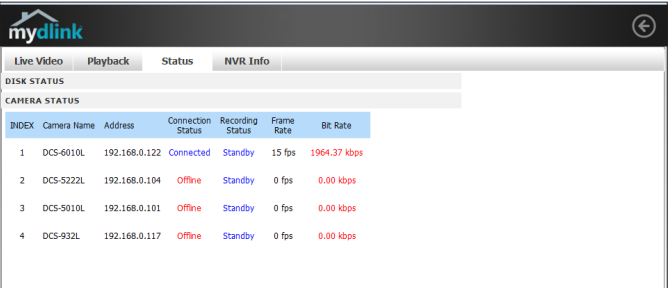 mydlink
Live Video Playback Status NVR Info
DISK STATUS
CAMERA STATUS
INDEX Camera Name Address Connection Status Recording Status Frame Rate Bit Rate
1 DCS-6010L 192.168.0.122 Connected Standby 15 fps 1964.37 kbps
2 DCS-5222L 192.168.0.104 Offline Standby 0 fps 0.00 kbps
3 DCS-5010L 192.168.0.101 Offline Standby 0 fps 0.00 kbps
4 DCS-932L 192.168.0.117 Offline Standby 0 fps 0.00 kbps